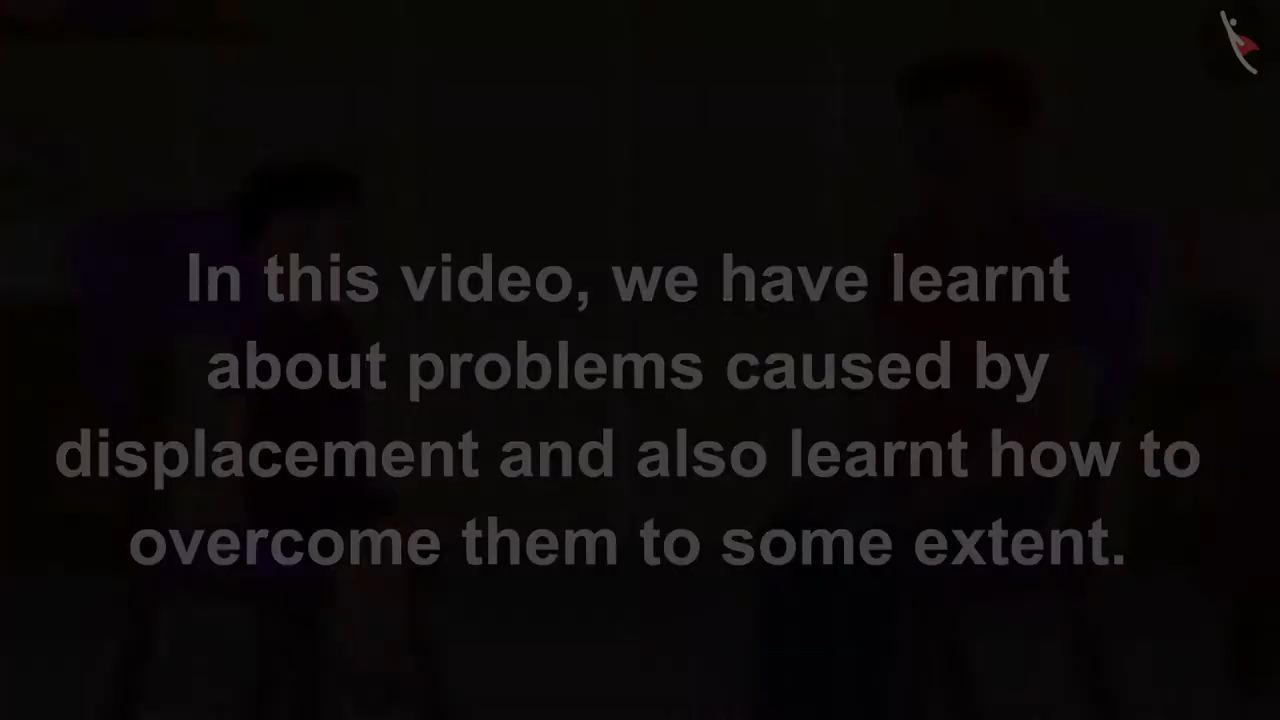 In this video, we have learnt
about problems caused by
displacement and also learnt how to
overcome them to some extent.